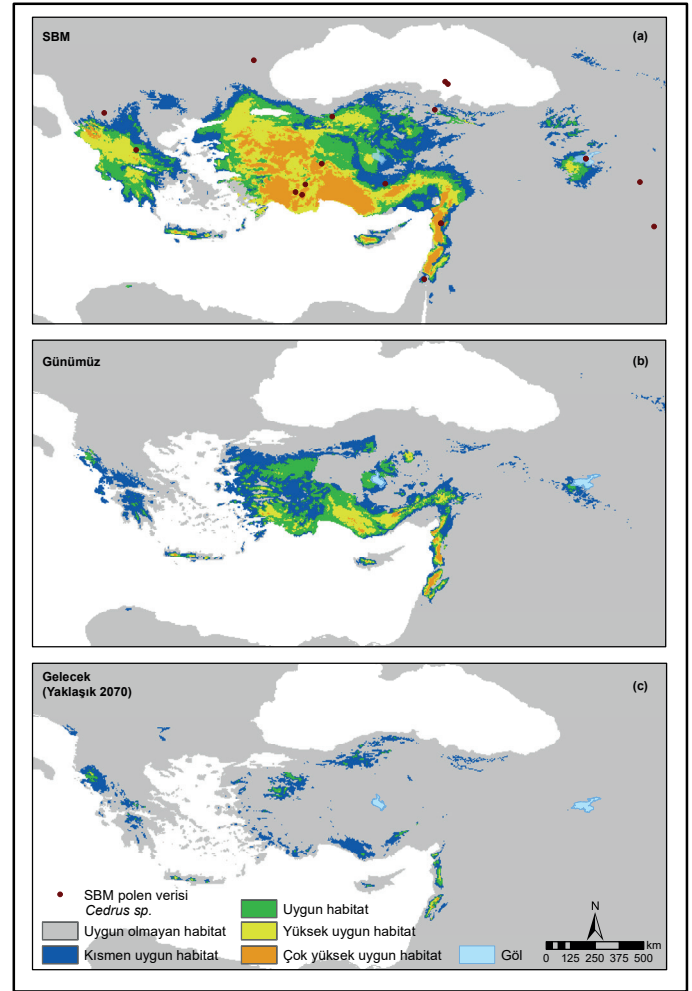 SBM
(a)
Günümüz
(b)
Gelecek
(Yaklaşık 2070)
(c)
SBM polen verisi
Cedrus sp.
Uygun olmayan habitat
Kısmen uygun habitat
Uygun habitat
Yüksek uygun habitat
Çok yüksek uygun habitat
Göl
N
km
0 125 250 375 500